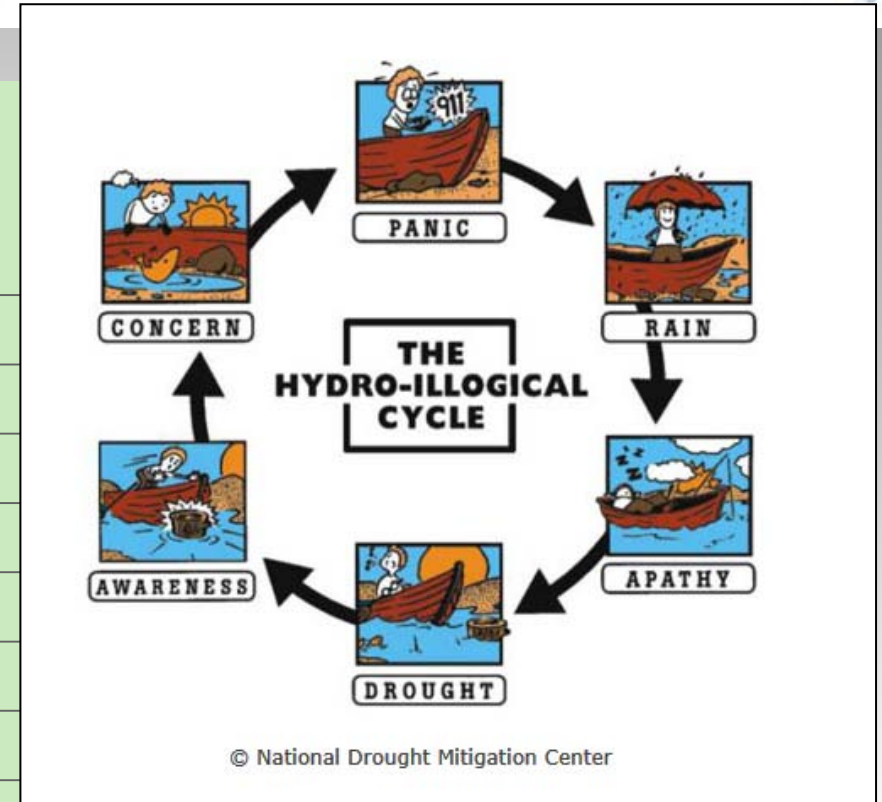 911
PANIC
CONCERN
RAIN
THE
HYDRO-ILLOGICAL
CYCLE
AWARENESS
APATHY
DROUGHT
© National Drought Mitigation Center